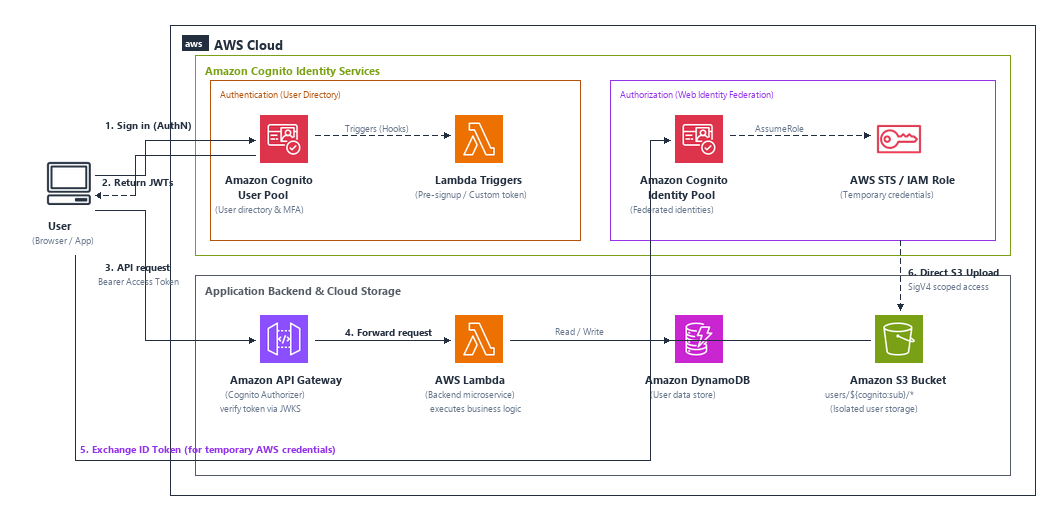 aws
AWS Cloud
Amazon Cognito Identity Services
Authentication (User Directory)
Authorization (Web Identity Federation)
1. Sign in (AuthN)
Triggers (Hooks)
AssumeRole
2. Return JWTs
Amazon Cognito
User Pool
(User directory & MFA)
Lambda Triggers
(Pre-signup / Custom token)
Amazon Cognito
Identity Pool
(Federated identities)
AWS STS / IAM Role
(Temporary credentials)
User
(Browser / App)
3. API request
Bearer Access Token
6. Direct S3 Upload
SigV4 scoped access
Application Backend & Cloud Storage
4. Forward request
Read / Write
Amazon API Gateway
(Cognito Authorizer)
verify token via JWKS
AWS Lambda
(Backend microservice)
executes business logic
Amazon DynamoDB
(User data store)
Amazon S3 Bucket
users/${cognito:sub}/*
(Isolated user storage)
5. Exchange ID Token (for temporary AWS credentials)